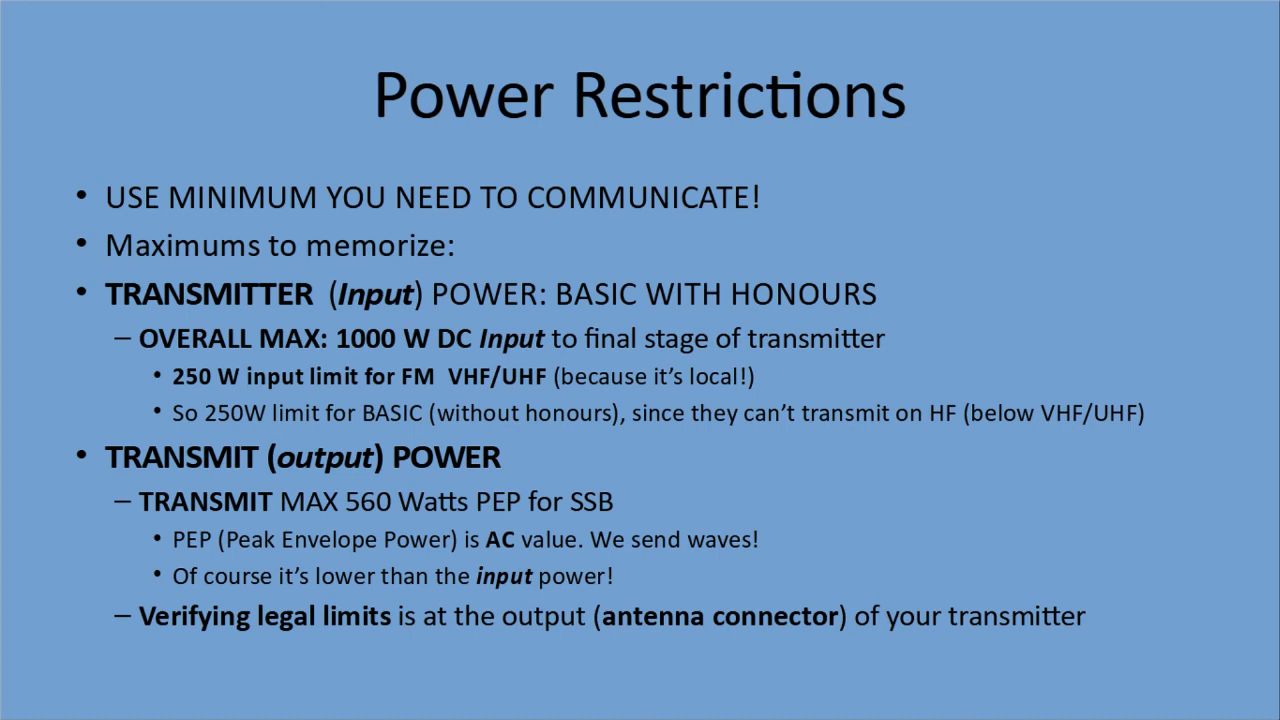 Power Restrictions
• USE MINIMUM YOU NEED TO COMMUNICATE!
• Maximums to memorize:
• TRANSMITTER (Input) POWER: BASIC WITH HONOURS
– OVERALL MAX: 1000 W DC Input to final stage of transmitter
• 250 W input limit for FM VHF/UHF (because it's local!)
• So 250W limit for BASIC (without honours), since they can't transmit on HF (below VHF/UHF)
• TRANSMIT (output) POWER
– TRANSMIT MAX 560 Watts PEP for SSB
• PEP (Peak Envelope Power) is AC value. We send waves!
• Of course it's lower than the input power!
– Verifying legal limits is at the output (antenna connector) of your transmitter